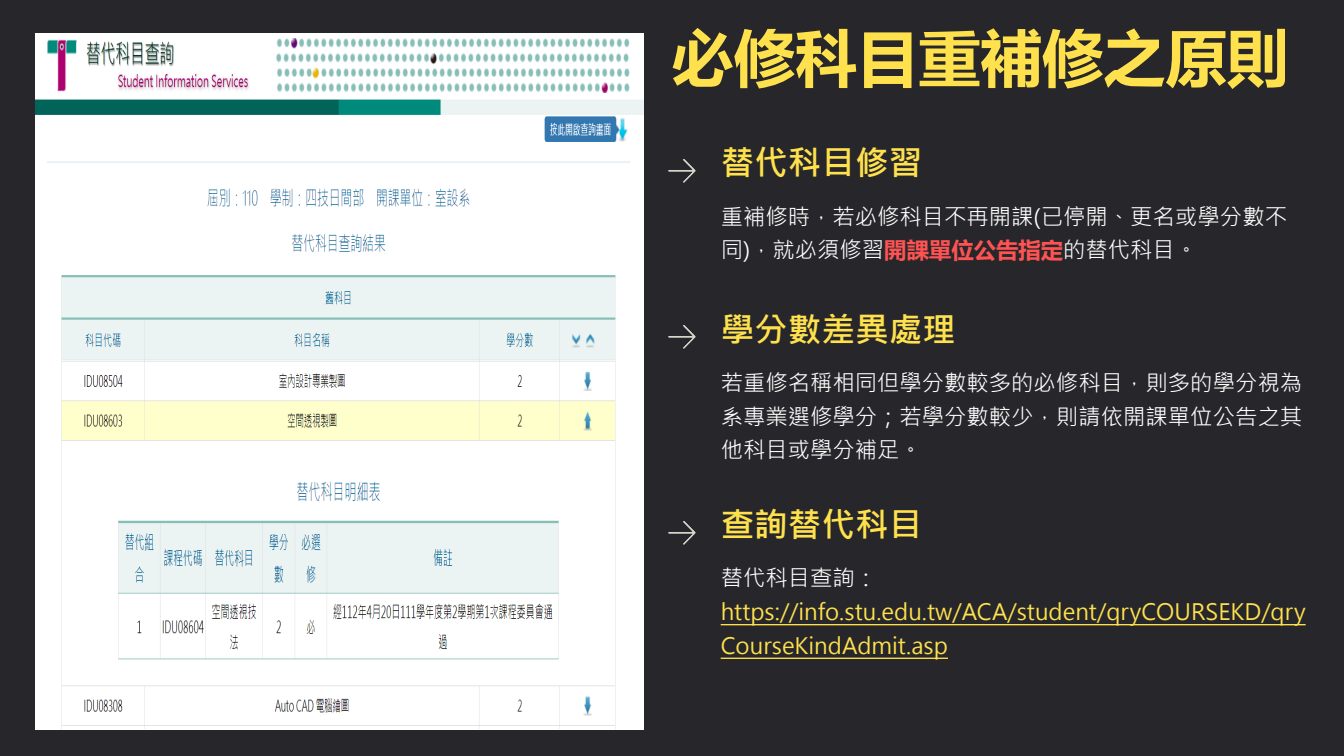 替代科目查詢
Student Information Services
按此開啟查詢畫面
屆別：110 學制：四技日間部 開課單位：室設系
替代科目查詢結果
舊科目
科目代碼 科目名稱 學分數
IDU08504 室內設計專業製圖 2
IDU08603 空間透視製圖 2
替代科目明細表
替代組合 課程代碼 替代科目 學分數 必選修 備註
1 IDU08604 空間透視技法 2 必 經112年4月20日111學年度第2學期第1次課程委員會通過
IDU08308 Auto CAD 電腦繪圖 2
必修科目重補修之原則
→ 替代科目修習
重補修時，若必修科目不再開課(已停開、更名或學分數不
同)，就必須修習開課單位公告指定的替代科目。
→ 學分數差異處理
若重修名稱相同但學分數較多的必修科目，則多的學分視為
系專業選修學分；若學分數較少，則請依開課單位公告之其
他科目或學分補足。
→ 查詢替代科目
替代科目查詢：
https://info.stu.edu.tw/ACA/student/qryCOURSEKD/qry
CourseKindAdmit.asp